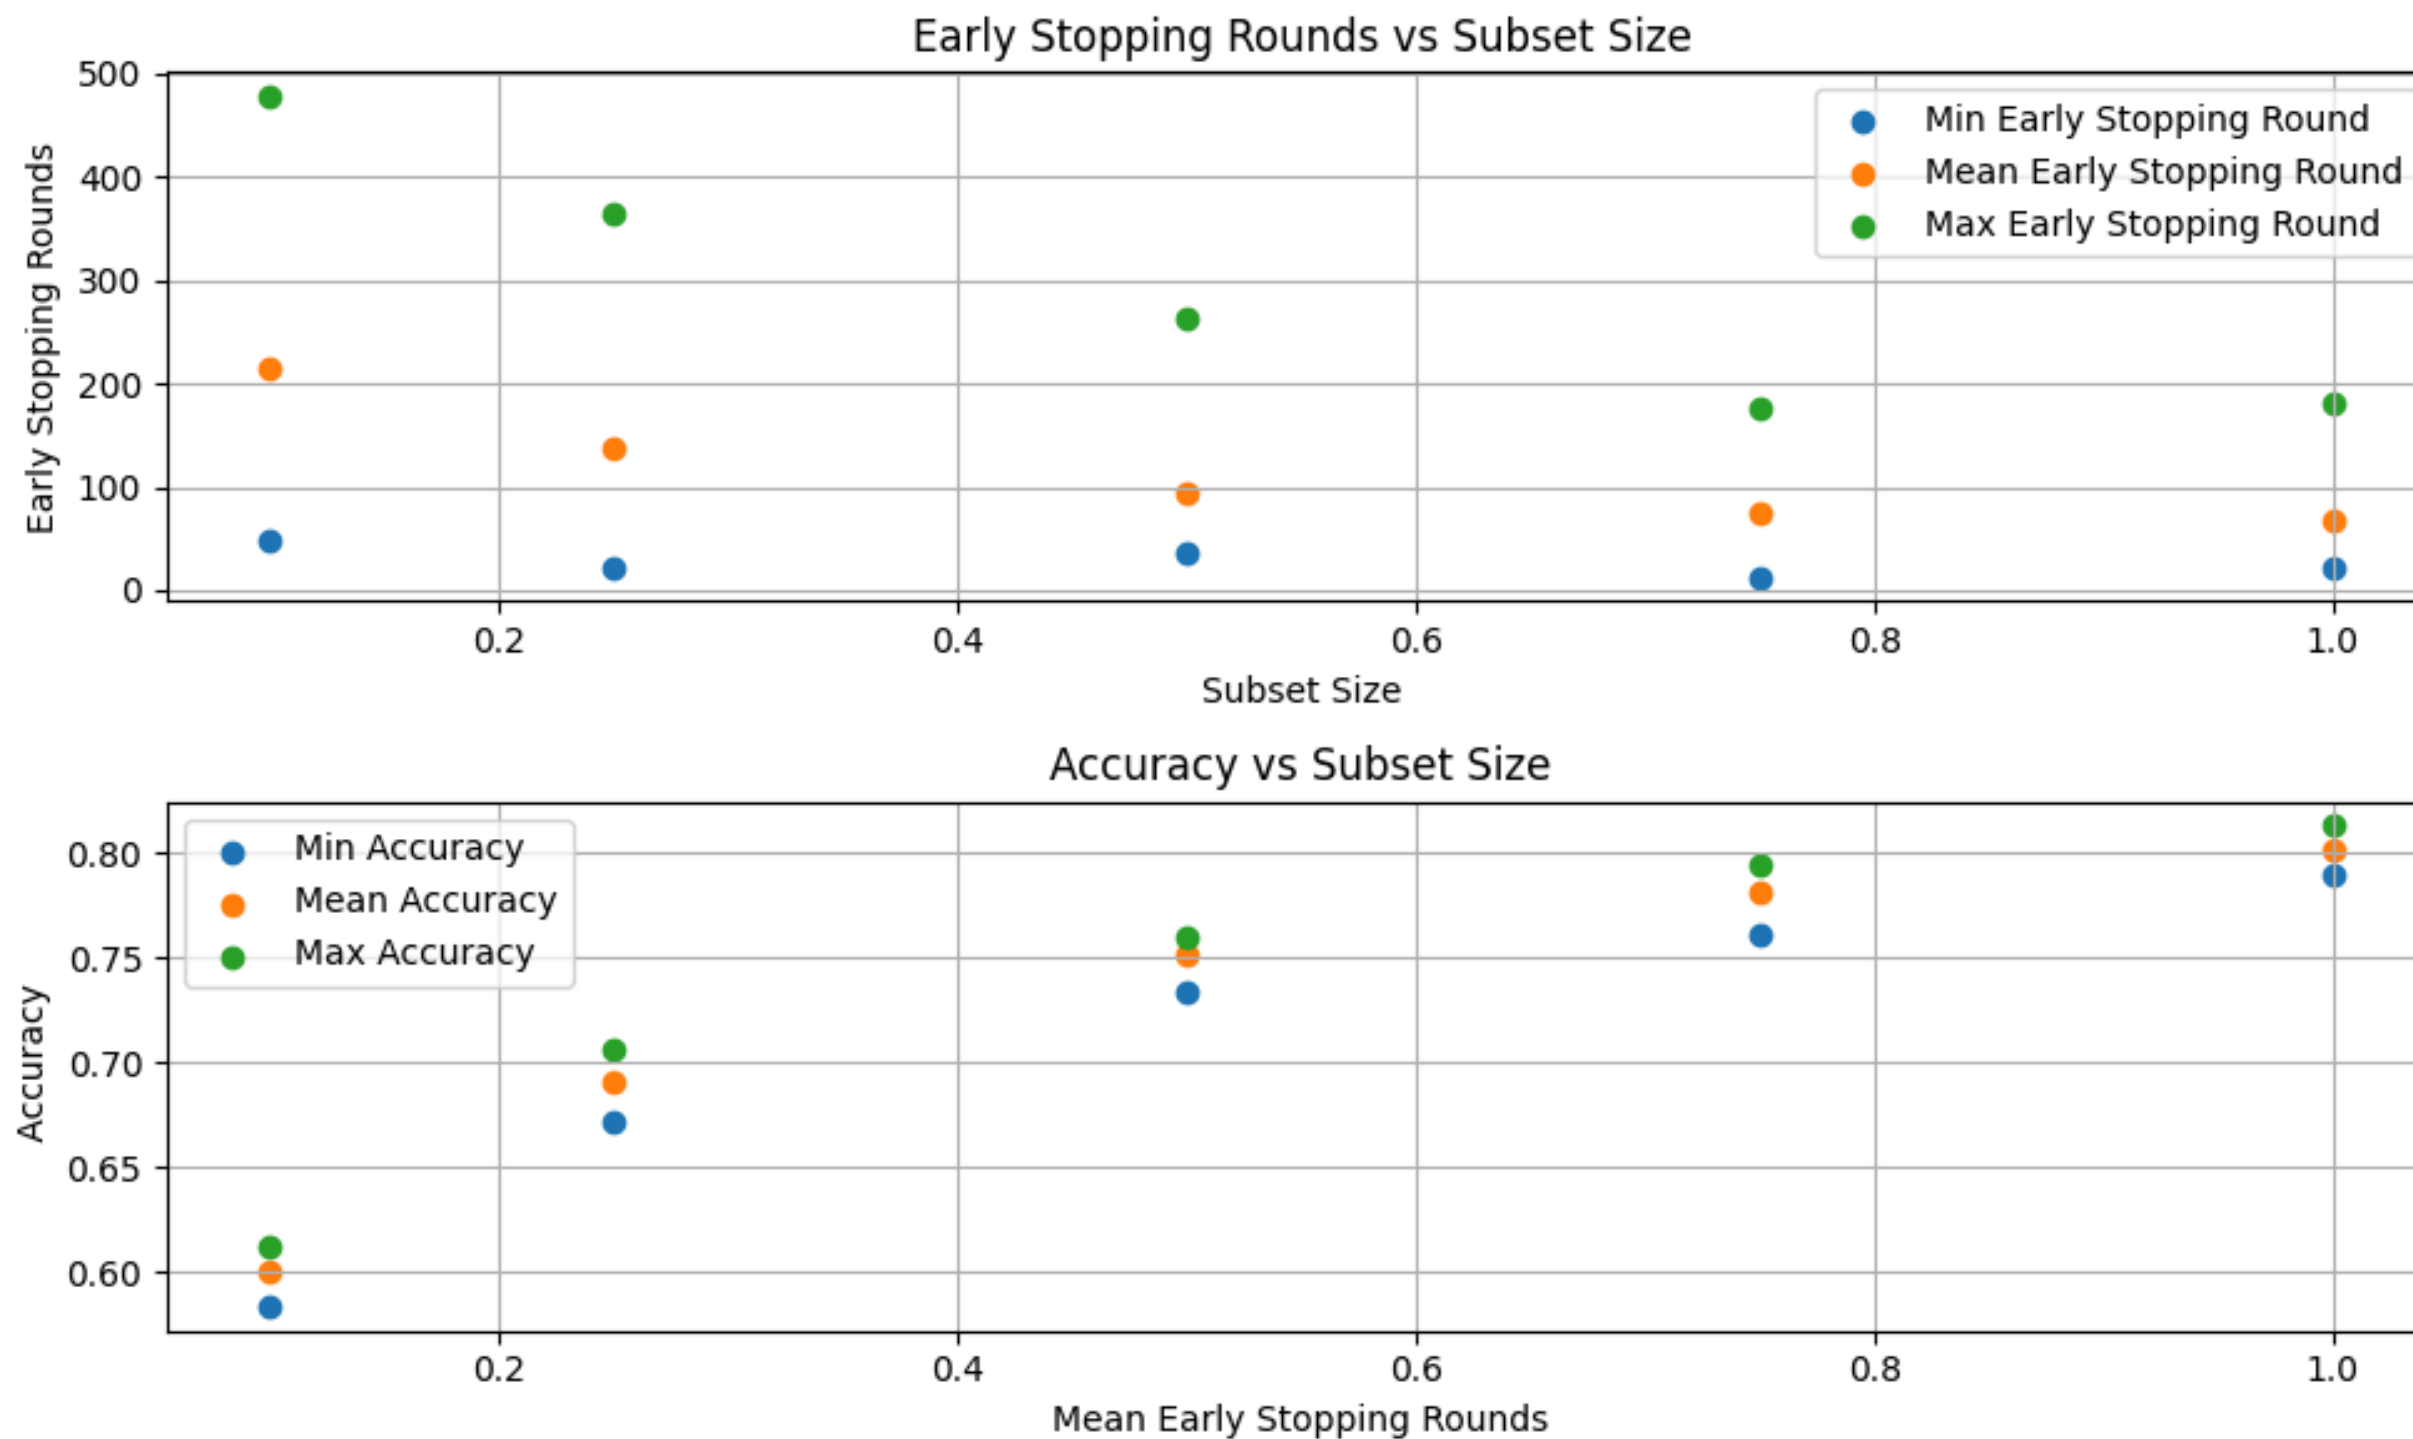 Early Stopping Rounds vs Subset Size
500
400
300
200
100
0
Early Stopping Rounds
Min Early Stopping Round
Mean Early Stopping Round
Max Early Stopping Round
0.2 0.4 0.6 0.8 1.0
Subset Size
Accuracy vs Subset Size
0.80
0.75
0.70
0.65
0.60
Accuracy
Min Accuracy
Mean Accuracy
Max Accuracy
0.2 0.4 0.6 0.8 1.0
Mean Early Stopping Rounds